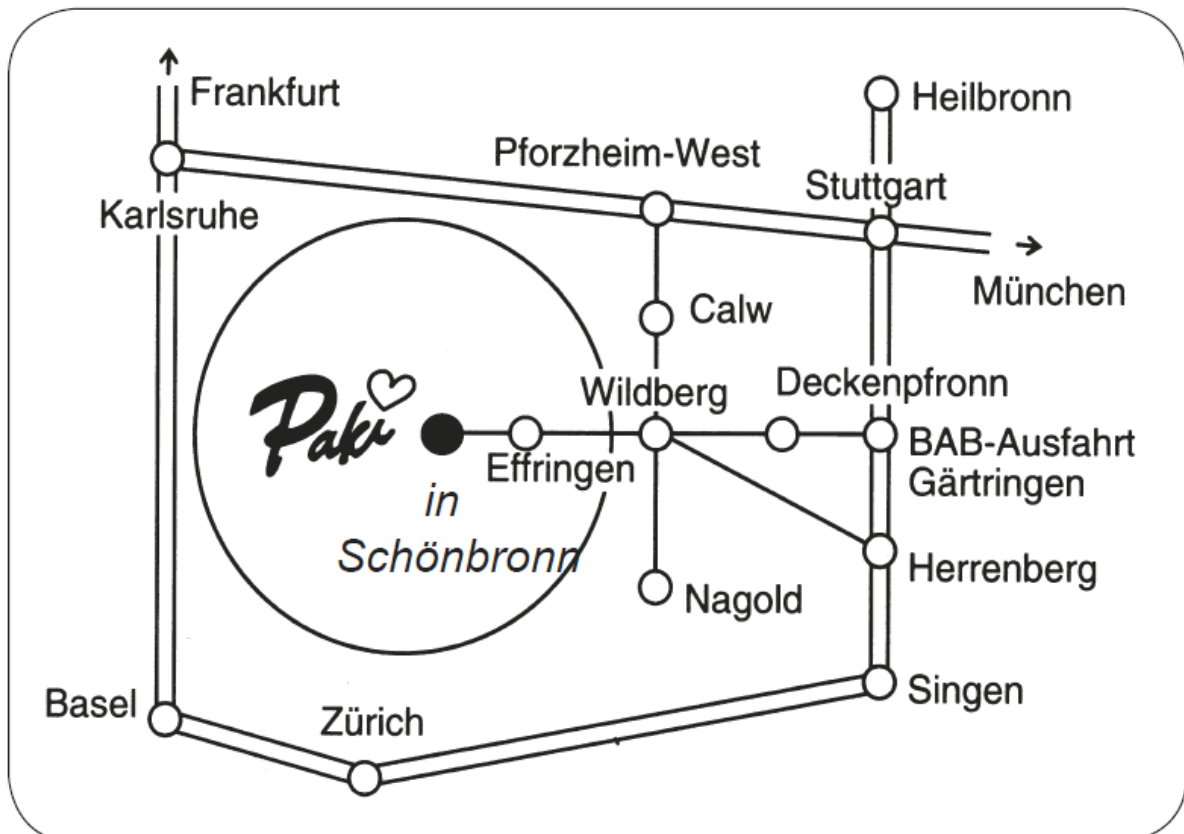 Frankfurt
Heilbronn
Pforzheim-West
Stuttgart
Karlsruhe
München
Calw
Deckenpfronn
Wildberg
Paki
BAB-Ausfahrt
Gärtringen
Effringen
in
Schönbronn
Herrenberg
Nagold
Singen
Basel
Zürich